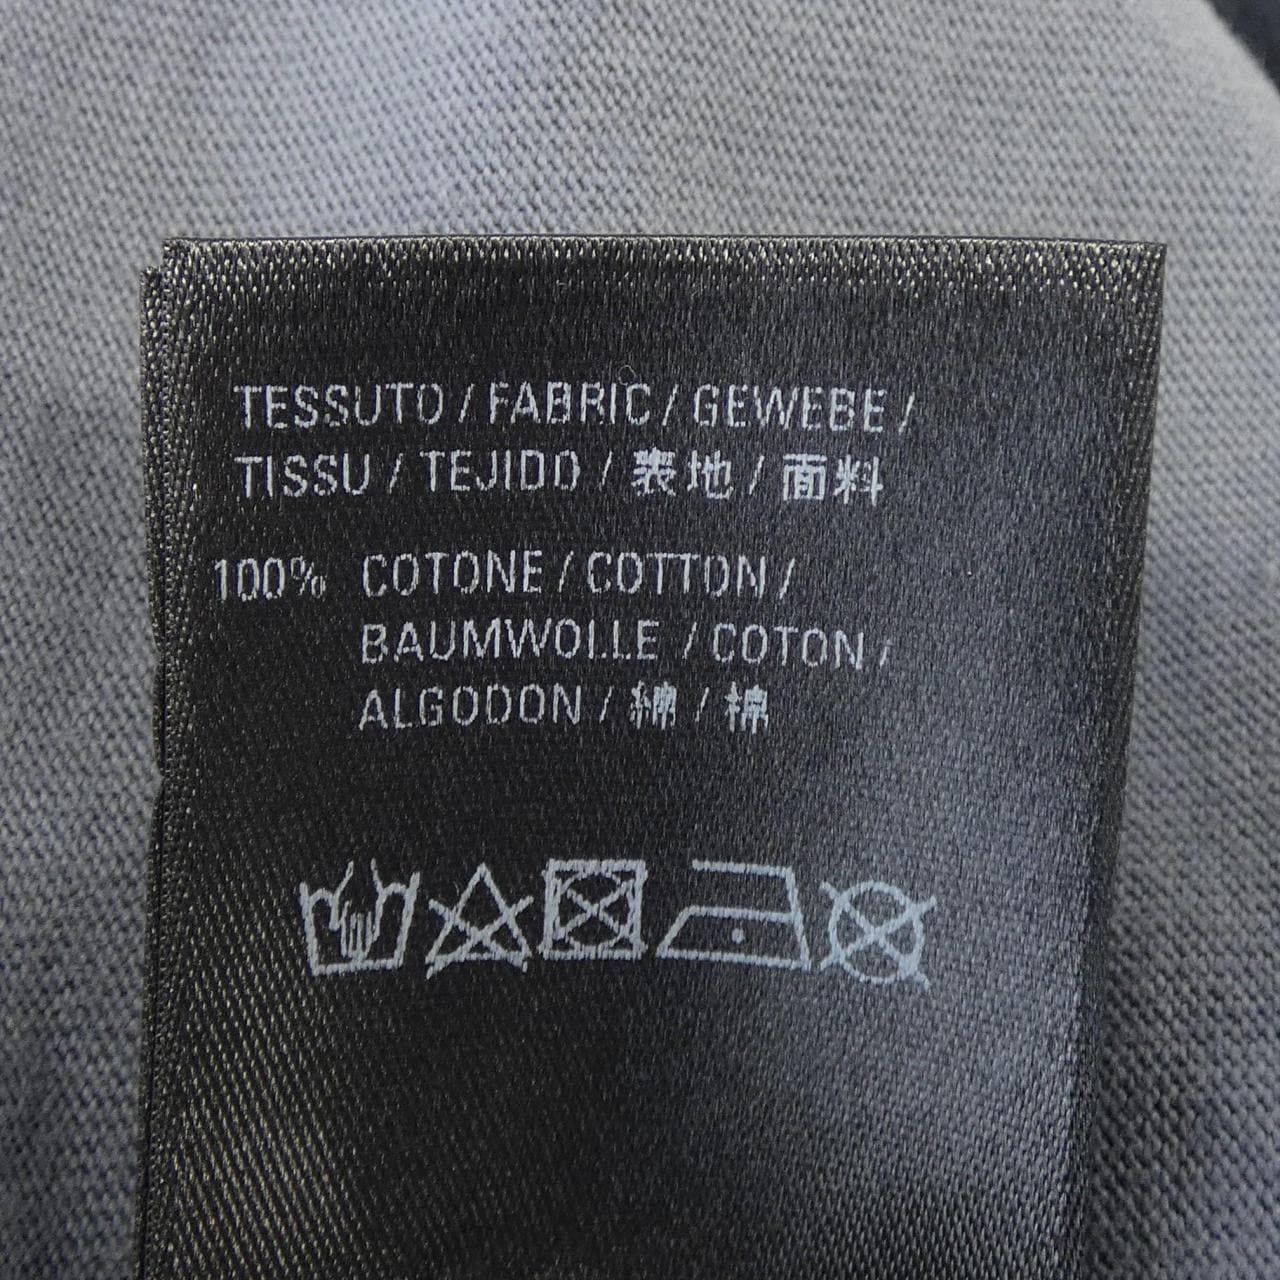 TESSUTO / FABRIC / GEWEBE /
TISSU / TEJIDO / 表地 / 面料
100% COTONE / COTTON /
BAUMWOLLE / COTON /
ALGODON / 綿 / 棉